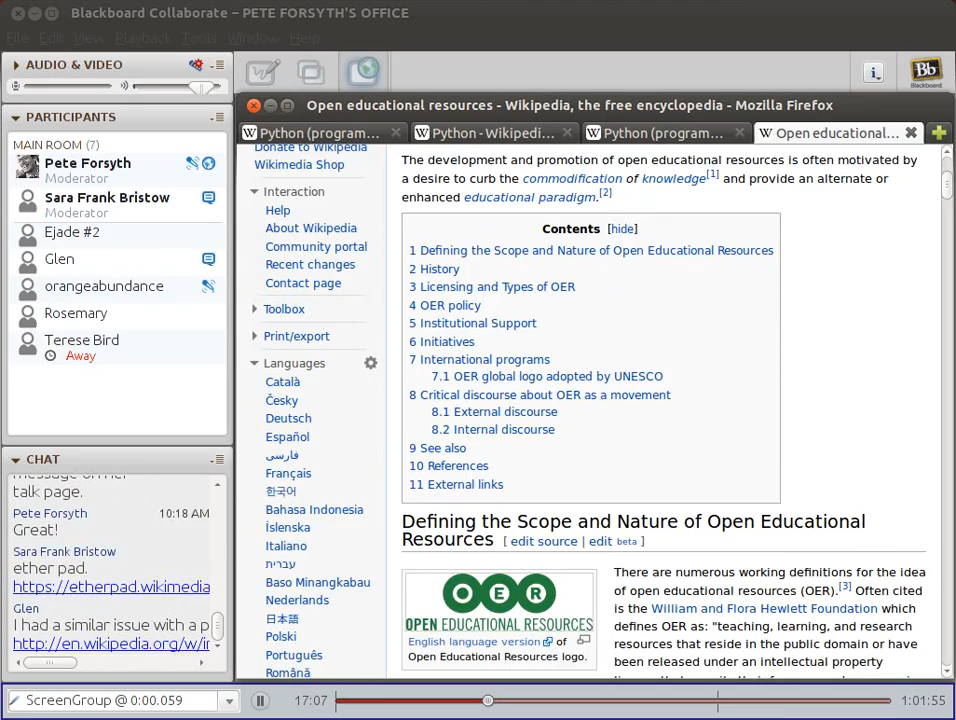 Blackboard Collaborate – PETE FORSYTH'S OFFICE
File Edit View Playback Tools Window Help
AUDIO & VIDEO
PARTICIPANTS
MAIN ROOM (7)
Pete Forsyth
Moderator
Sara Frank Bristow
Moderator
Ejade #2
Glen
orangeabundance
Rosemary
Terese Bird
Away
CHAT
talk page.
Pete Forsyth 10:18 AM
Great!
Sara Frank Bristow
ether pad.
https://etherpad.wikimedia
Glen
I had a similar issue with a p
http://en.wikipedia.org/w/ir
Bb
Blackboard
Open educational resources - Wikipedia, the free encyclopedia - Mozilla Firefox
Python (program...
Python - Wikipedi...
Python (program...
Open educational...
Donate to Wikipedia
Wikimedia Shop
Interaction
Help
About Wikipedia
Community portal
Recent changes
Contact page
Toolbox
Print/export
Languages
Català
Česky
Deutsch
Español
فارسی
Français
한국어
Bahasa Indonesia
Íslenska
Italiano
עברית
Baso Minangkabau
Nederlands
日本語
Polski
Português
Română
The development and promotion of open educational resources is often motivated by
a desire to curb the commodification of knowledge[1] and provide an alternate or
enhanced educational paradigm.[2]
Contents [hide]
1 Defining the Scope and Nature of Open Educational Resources
2 History
3 Licensing and Types of OER
4 OER policy
5 Institutional Support
6 Initiatives
7 International programs
7.1 OER global logo adopted by UNESCO
8 Critical discourse about OER as a movement
8.1 External discourse
8.2 Internal discourse
9 See also
10 References
11 External links
Defining the Scope and Nature of Open Educational
Resources [ edit source | edit beta ]
OER
OPEN EDUCATIONAL RESOURCES
English language version of
Open Educational Resources logo.
There are numerous working definitions for the idea
of open educational resources (OER).[3] Often cited
is the William and Flora Hewlett Foundation which
defines OER as: "teaching, learning, and research
resources that reside in the public domain or have
been released under an intellectual property
ScreenGroup @ 0:00.059
17:07
1:01:55